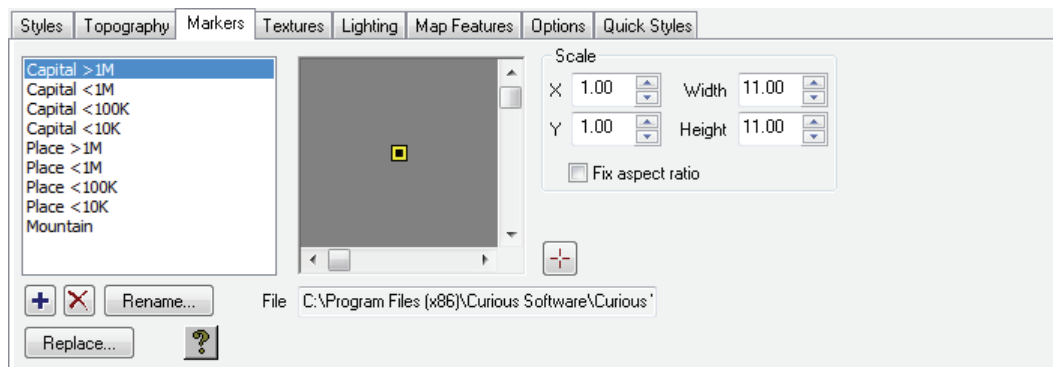 Styles Topography Markers Textures Lighting Map Features Options Quick Styles
Capital >1M
Capital <1M
Capital <100K
Capital <10K
Place >1M
Place <1M
Place <100K
Place <10K
Mountain
Scale
X 1.00 Width 11.00
Y 1.00 Height 11.00
Fix aspect ratio
Rename... File C:\Program Files (x86)\Curious Software\Curious '
Replace... ?